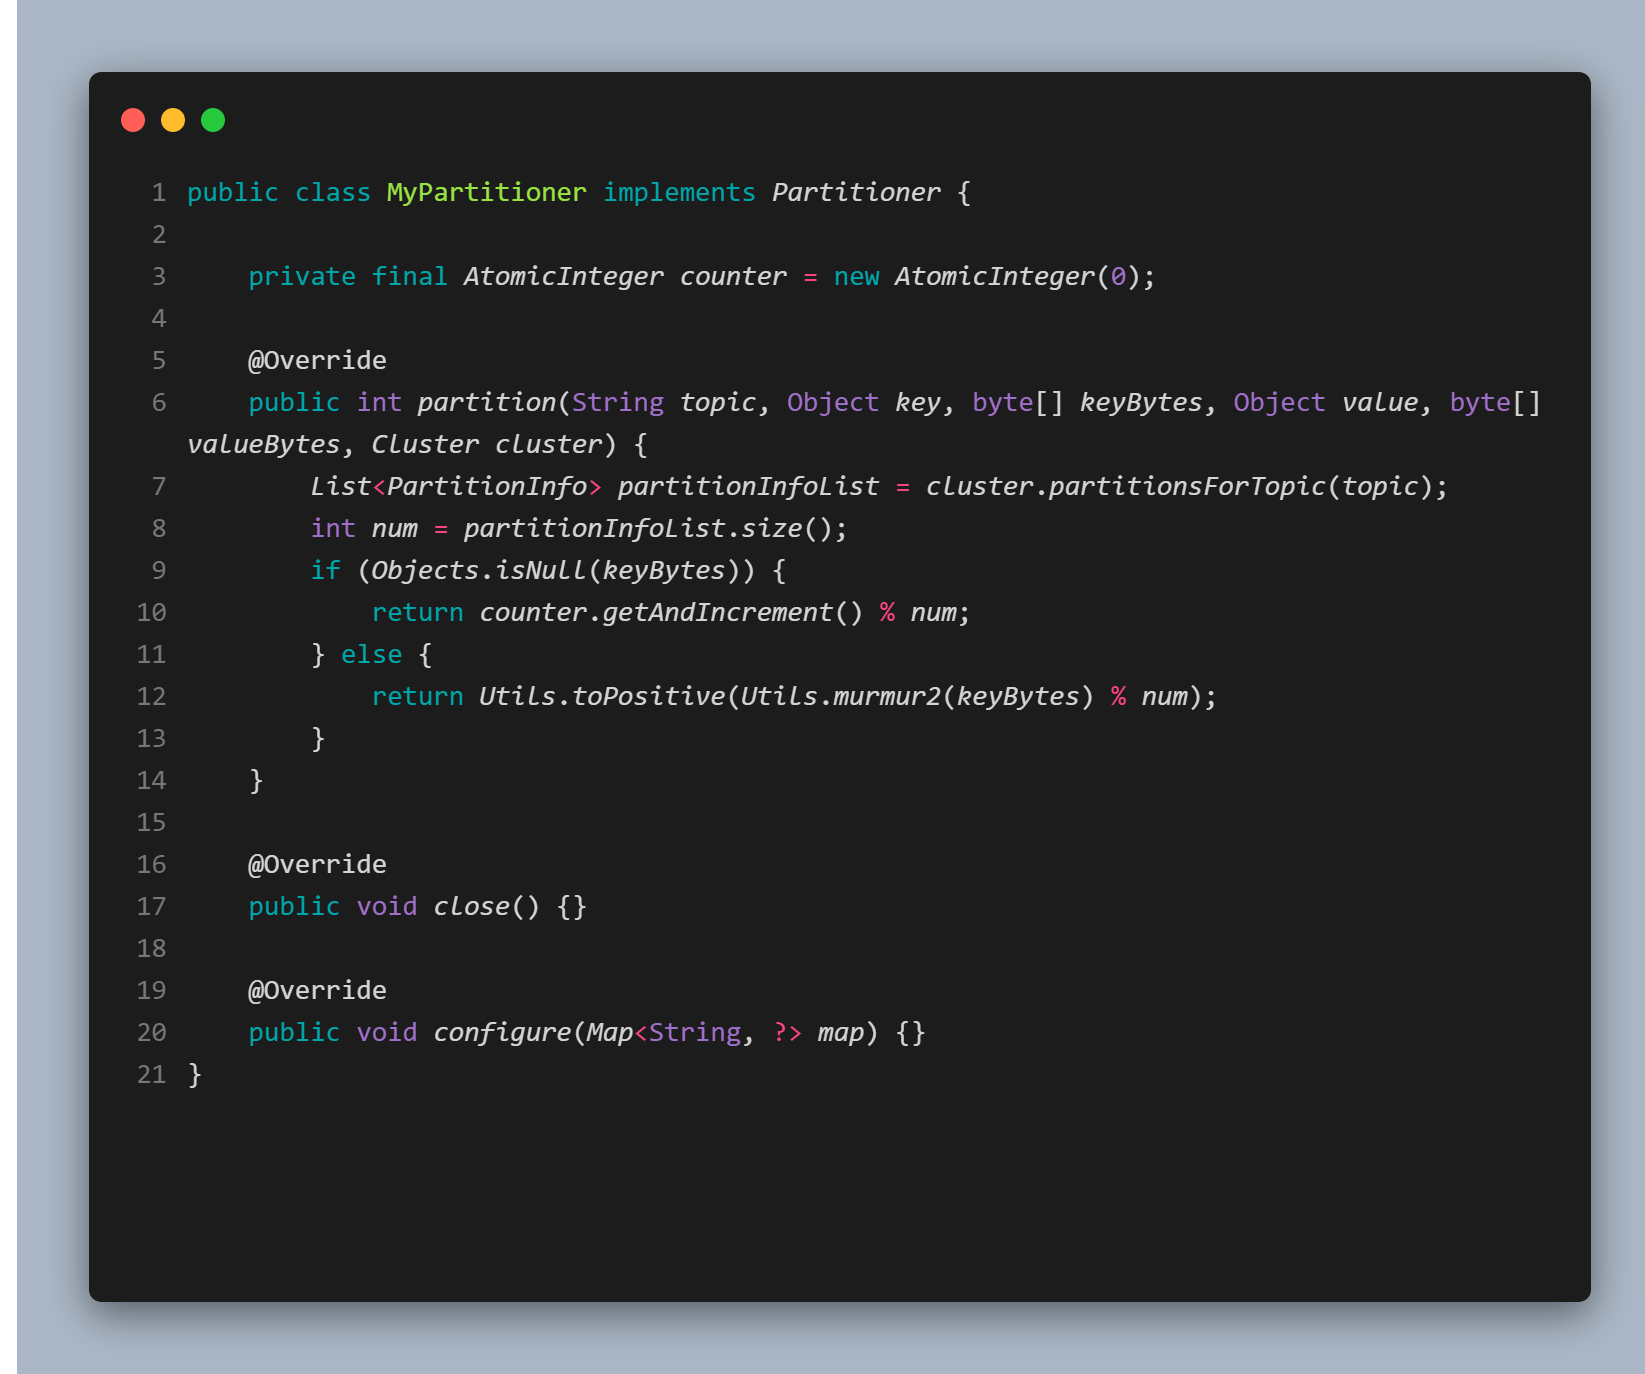 1 public class MyPartitioner implements Partitioner {
2
3     private final AtomicInteger counter = new AtomicInteger(0);
4
5     @Override
6     public int partition(String topic, Object key, byte[] keyBytes, Object value, byte[]
valueBytes, Cluster cluster) {
7         List<PartitionInfo> partitionInfoList = cluster.partitionsForTopic(topic);
8         int num = partitionInfoList.size();
9         if (Objects.isNull(keyBytes)) {
10             return counter.getAndIncrement() % num;
11         } else {
12             return Utils.toPositive(Utils.murmur2(keyBytes) % num);
13         }
14     }
15
16     @Override
17     public void close() {}
18
19     @Override
20     public void configure(Map<String, ?> map) {}
21 }